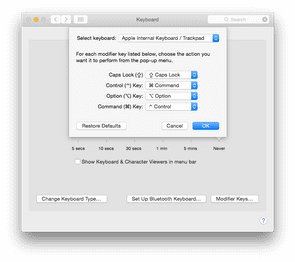 Keyboard
Search
Select keyboard: Apple Internal Keyboard / Trackpad
For each modifier key listed below, choose the action you
want it to perform from the pop-up menu.
Caps Lock (⇪) Key: ⇪ Caps Lock
Control (^) Key: ⌘ Command
Option (⌥) Key: ⌥ Option
Command (⌘) Key: ^ Control
Restore Defaults Cancel OK
5 secs 10 secs 30 secs 1 min 5 mins Never
Show Keyboard & Character Viewers in menu bar
Change Keyboard Type... Set Up Bluetooth Keyboard... Modifier Keys...
?